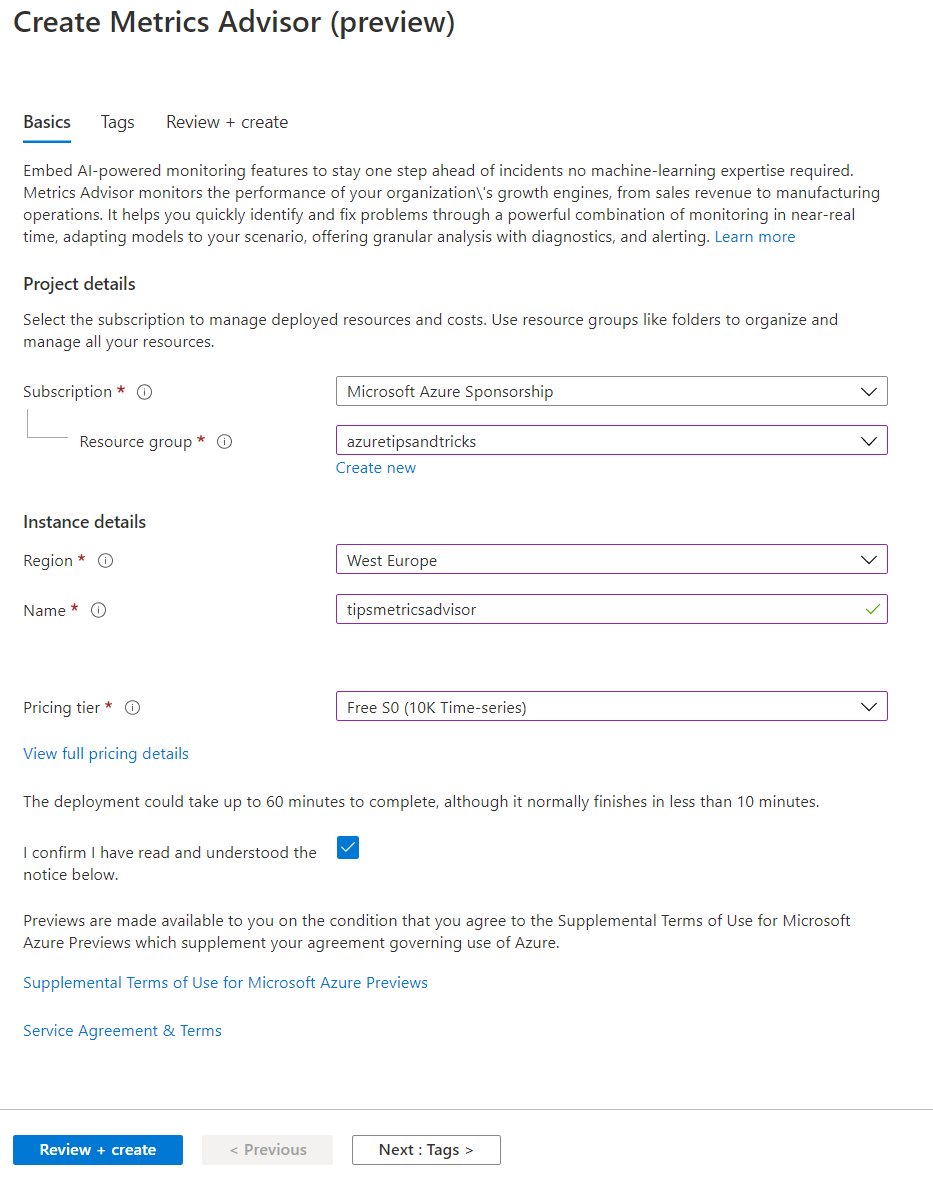 Create Metrics Advisor (preview)
Basics Tags Review + create
Embed AI-powered monitoring features to stay one step ahead of incidents no machine-learning expertise required.
Metrics Advisor monitors the performance of your organization\'s growth engines, from sales revenue to manufacturing
operations. It helps you quickly identify and fix problems through a powerful combination of monitoring in near-real
time, adapting models to your scenario, offering granular analysis with diagnostics, and alerting. Learn more
Project details
Select the subscription to manage deployed resources and costs. Use resource groups like folders to organize and
manage all your resources.
Subscription * Microsoft Azure Sponsorship
Resource group * azuretipsandtricks
Create new
Instance details
Region * West Europe
Name * tipsmetricsadvisor
Pricing tier * Free S0 (10K Time-series)
View full pricing details
The deployment could take up to 60 minutes to complete, although it normally finishes in less than 10 minutes.
I confirm I have read and understood the
notice below.
Previews are made available to you on the condition that you agree to the Supplemental Terms of Use for Microsoft
Azure Previews which supplement your agreement governing use of Azure.
Supplemental Terms of Use for Microsoft Azure Previews
Service Agreement & Terms
Review + create < Previous Next : Tags >